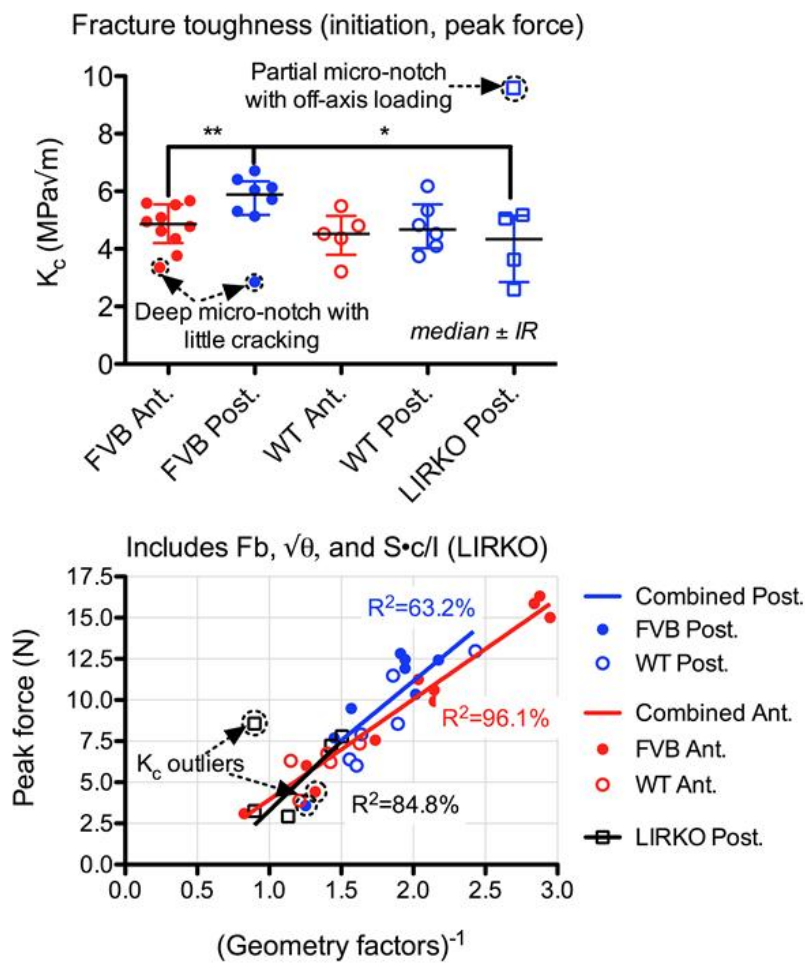 Fracture toughness (initiation, peak force)
10
8
6
4
2
0
K_c (MPa√m)
Partial micro-notch
with off-axis loading
**
*
Deep micro-notch with
little cracking
median ± IR
FVB Ant.
FVB Post.
WT Ant.
WT Post.
LIRKO Post.
Includes Fb, √θ, and S•c/I (LIRKO)
17.5
15.0
12.5
10.0
7.5
5.0
2.5
0.0
Peak force (N)
R²=63.2%
R²=96.1%
K_c outliers
R²=84.8%
0.0 0.5 1.0 1.5 2.0 2.5 3.0
(Geometry factors)⁻¹
Combined Post.
FVB Post.
WT Post.
Combined Ant.
FVB Ant.
WT Ant.
LIRKO Post.